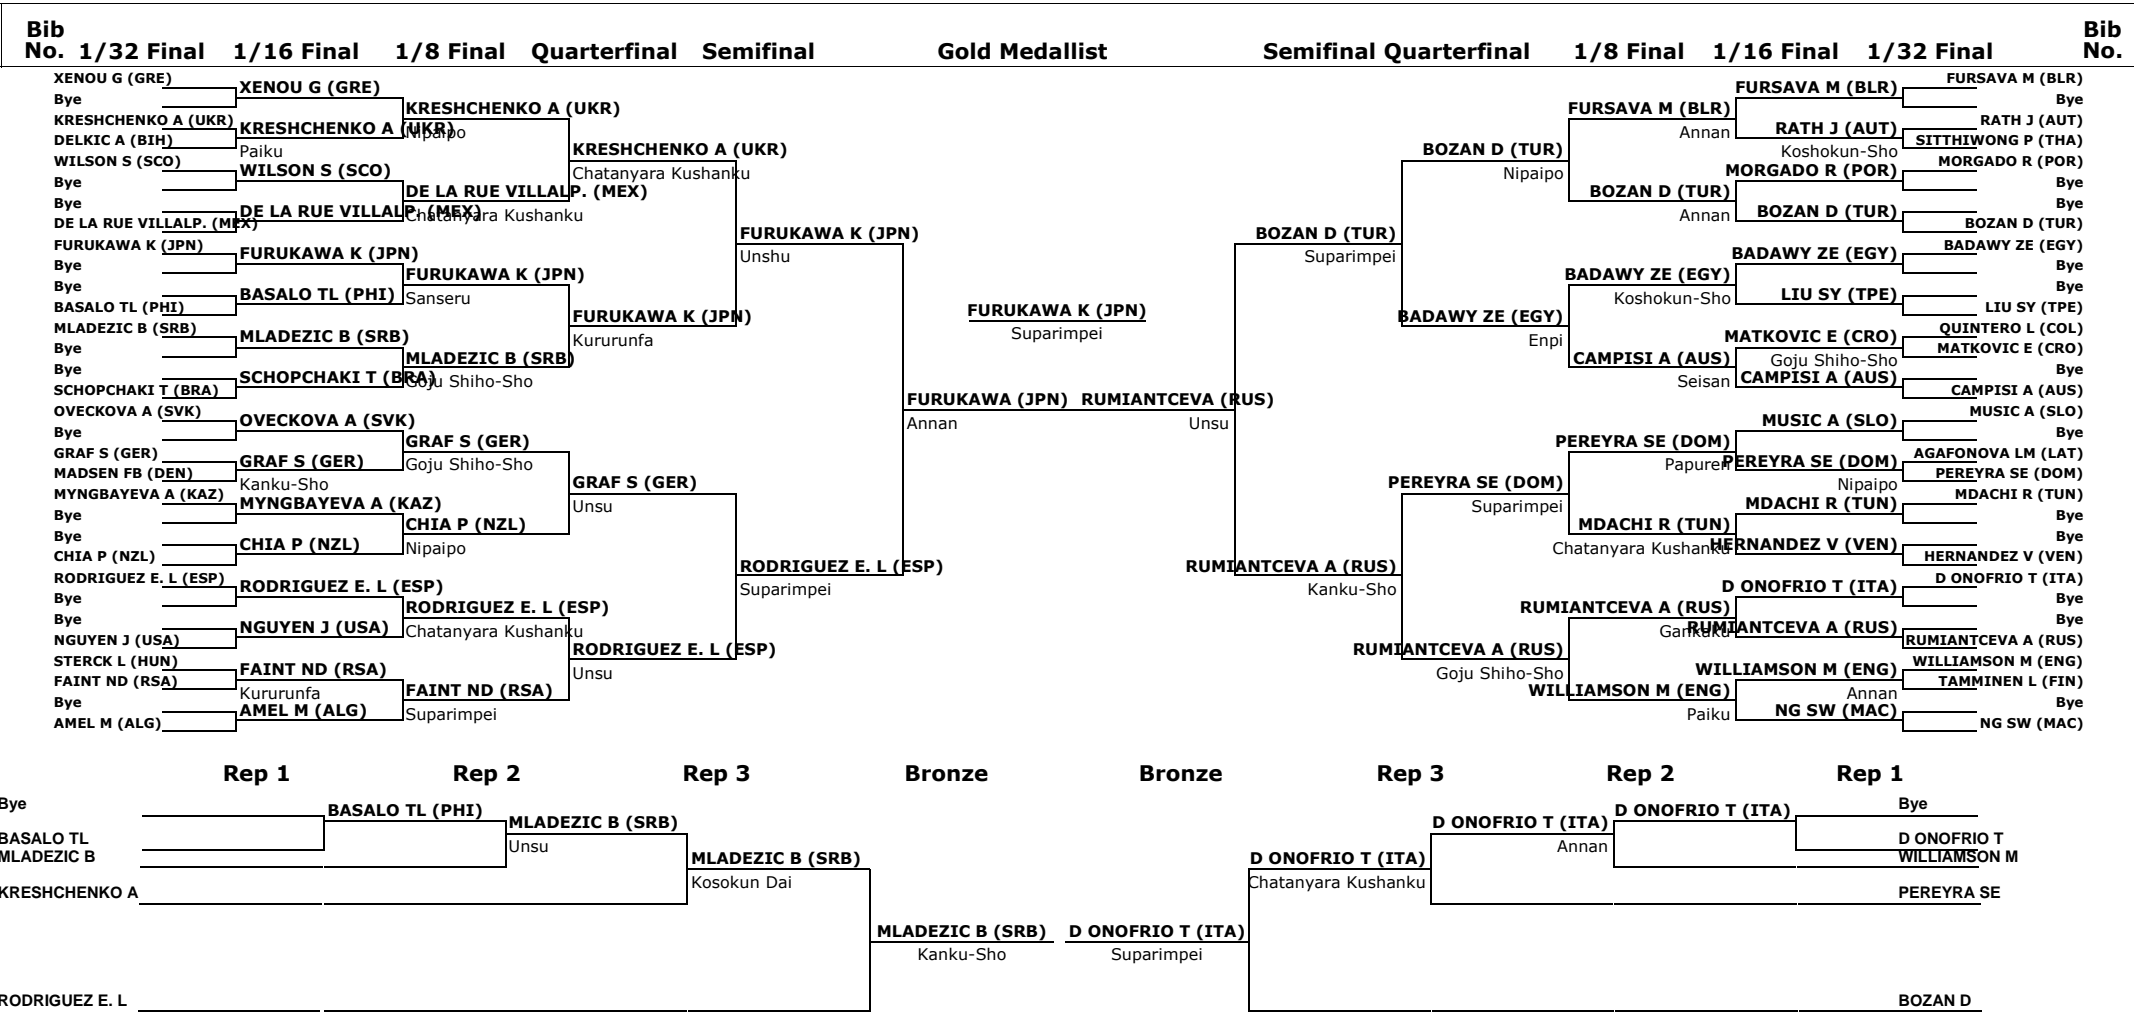 Bib Bib
No. 1/32 Final 1/16 Final 1/8 Final Quarterfinal Semifinal Gold Medallist Semifinal Quarterfinal 1/8 Final 1/16 Final 1/32 Final No.
XENOU G (GRE) FURSAVA M (BLR)
XENOU G (GRE) FURSAVA M (BLR)
Bye Bye
KRESHCHENKO A (UKR) FURSAVA M (BLR)
KRESHCHENKO A (UKR) RATH J (AUT)
KRESHCHENKO A (UKR) Nipaipo Annan RATH J (AUT)
DELKIC A (BIH) SITTHIWONG P (THA)
Paiku KRESHCHENKO A (UKR) BOZAN D (TUR) Koshokun-Sho
WILSON S (SCO) MORGADO R (POR)
WILSON S (SCO) Chatanyara Kushanku Nipaipo MORGADO R (POR)
Bye Bye
DE LA RUE VILLALP. (MEX) BOZAN D (TUR)
Bye Bye
DE LA RUE VILLALP. (MEX) Chatanyara Kushanku Annan BOZAN D (TUR)
DE LA RUE VILLALP. (MEX) BOZAN D (TUR)
FURUKAWA K (JPN) BOZAN D (TUR)
FURUKAWA K (JPN) BADAWY ZE (EGY)
FURUKAWA K (JPN) Unshu Suparimpei BADAWY ZE (EGY)
Bye Bye
FURUKAWA K (JPN) BADAWY ZE (EGY)
Bye Bye
BASALO TL (PHI) Sanseru Koshokun-Sho LIU SY (TPE)
BASALO TL (PHI) LIU SY (TPE)
FURUKAWA K (JPN)
FURUKAWA K (JPN) BADAWY ZE (EGY)
MLADEZIC B (SRB) QUINTERO L (COL)
Suparimpei
MLADEZIC B (SRB) Kururunfa Enpi MATKOVIC E (CRO)
Bye MATKOVIC E (CRO)
MLADEZIC B (SRB) CAMPISI A (AUS) Goju Shiho-Sho
Bye Bye
SCHOPCHAKI T (BRA) Goju Shiho-Sho Seisan CAMPISI A (AUS)
SCHOPCHAKI T (BRA) CAMPISI A (AUS)
FURUKAWA (JPN) RUMIANTCEVA (RUS)
OVECKOVA A (SVK) MUSIC A (SLO)
OVECKOVA A (SVK) Annan Unsu MUSIC A (SLO)
Bye Bye
GRAF S (GER) PEREYRA SE (DOM)
GRAF S (GER) AGAFONOVA LM (LAT)
GRAF S (GER) Goju Shiho-Sho Papuren PEREYRA SE (DOM)
MADSEN FB (DEN) PEREYRA SE (DOM)
Kanku-Sho GRAF S (GER) PEREYRA SE (DOM) Nipaipo
MYNGBAYEVA A (KAZ) MDACHI R (TUN)
MYNGBAYEVA A (KAZ) Unsu Suparimpei MDACHI R (TUN)
Bye Bye
CHIA P (NZL) MDACHI R (TUN)
Bye Bye
CHIA P (NZL) Nipaipo Chatanyara Kushanku HERNANDEZ V (VEN)
CHIA P (NZL) HERNANDEZ V (VEN)
RODRIGUEZ E. L (ESP) RUMIANTCEVA A (RUS)
RODRIGUEZ E. L (ESP) D ONOFRIO T (ITA)
RODRIGUEZ E. L (ESP) Suparimpei Kanku-Sho D ONOFRIO T (ITA)
Bye Bye
RODRIGUEZ E. L (ESP) RUMIANTCEVA A (RUS)
Bye Bye
NGUYEN J (USA) Chatanyara Kushanku Gankaku RUMIANTCEVA A (RUS)
NGUYEN J (USA) RUMIANTCEVA A (RUS)
RODRIGUEZ E. L (ESP) RUMIANTCEVA A (RUS)
STERCK L (HUN) WILLIAMSON M (ENG)
FAINT ND (RSA) Unsu Goju Shiho-Sho WILLIAMSON M (ENG)
FAINT ND (RSA) TAMMINEN L (FIN)
Kururunfa FAINT ND (RSA) WILLIAMSON M (ENG) Annan
Bye Bye
AMEL M (ALG) Suparimpei Paiku NG SW (MAC)
AMEL M (ALG) NG SW (MAC)
Rep 1 Rep 2 Rep 3 Bronze Bronze Rep 3 Rep 2 Rep 1
Bye Bye
BASALO TL (PHI) D ONOFRIO T (ITA)
MLADEZIC B (SRB) D ONOFRIO T (ITA)
BASALO TL D ONOFRIO T
Unsu Annan
MLADEZIC B WILLIAMSON M
MLADEZIC B (SRB) D ONOFRIO T (ITA)
Kosokun Dai Chatanyara Kushanku
KRESHCHENKO A PEREYRA SE
MLADEZIC B (SRB) D ONOFRIO T (ITA)
Kanku-Sho Suparimpei
RODRIGUEZ E. L BOZAN D